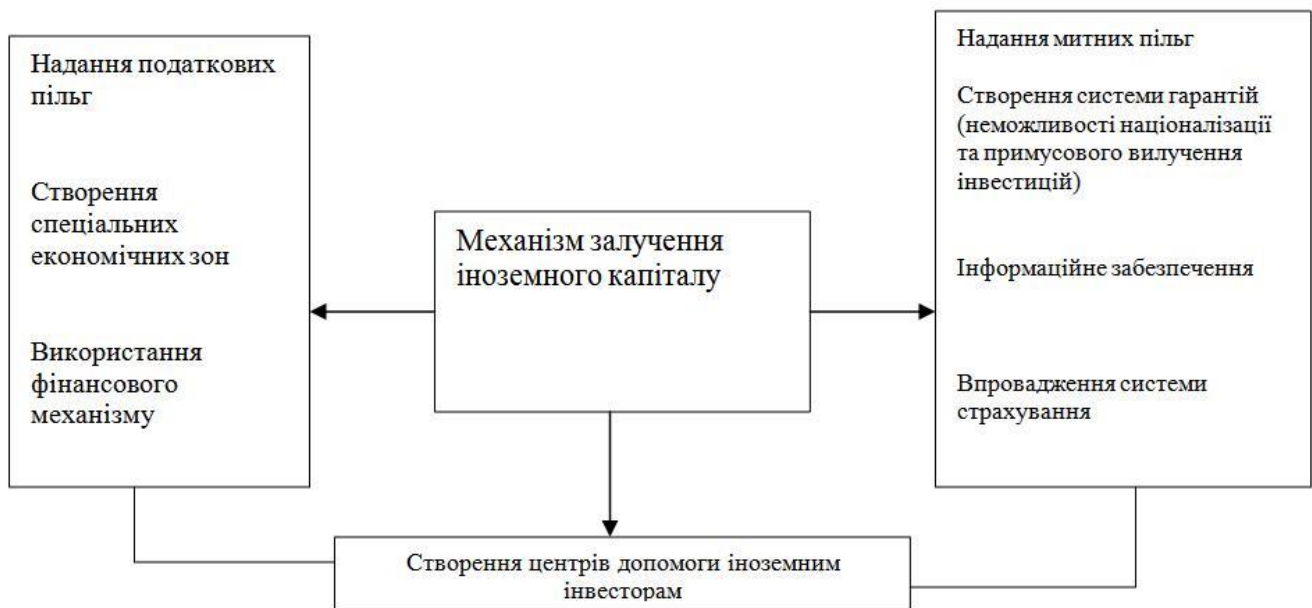 Надання податкових
пільг
Створення
спеціальних
економічних зон
Використання
фінансового
механізму
Механізм залучення
іноземного капіталу
Надання митних пільг
Створення системи гарантій
(неможливості націоналізації
та примусового вилучення
інвестицій)
Інформаційне забезпечення
Впровадження системи
страхування
Створення центрів допомоги іноземним
інвесторам